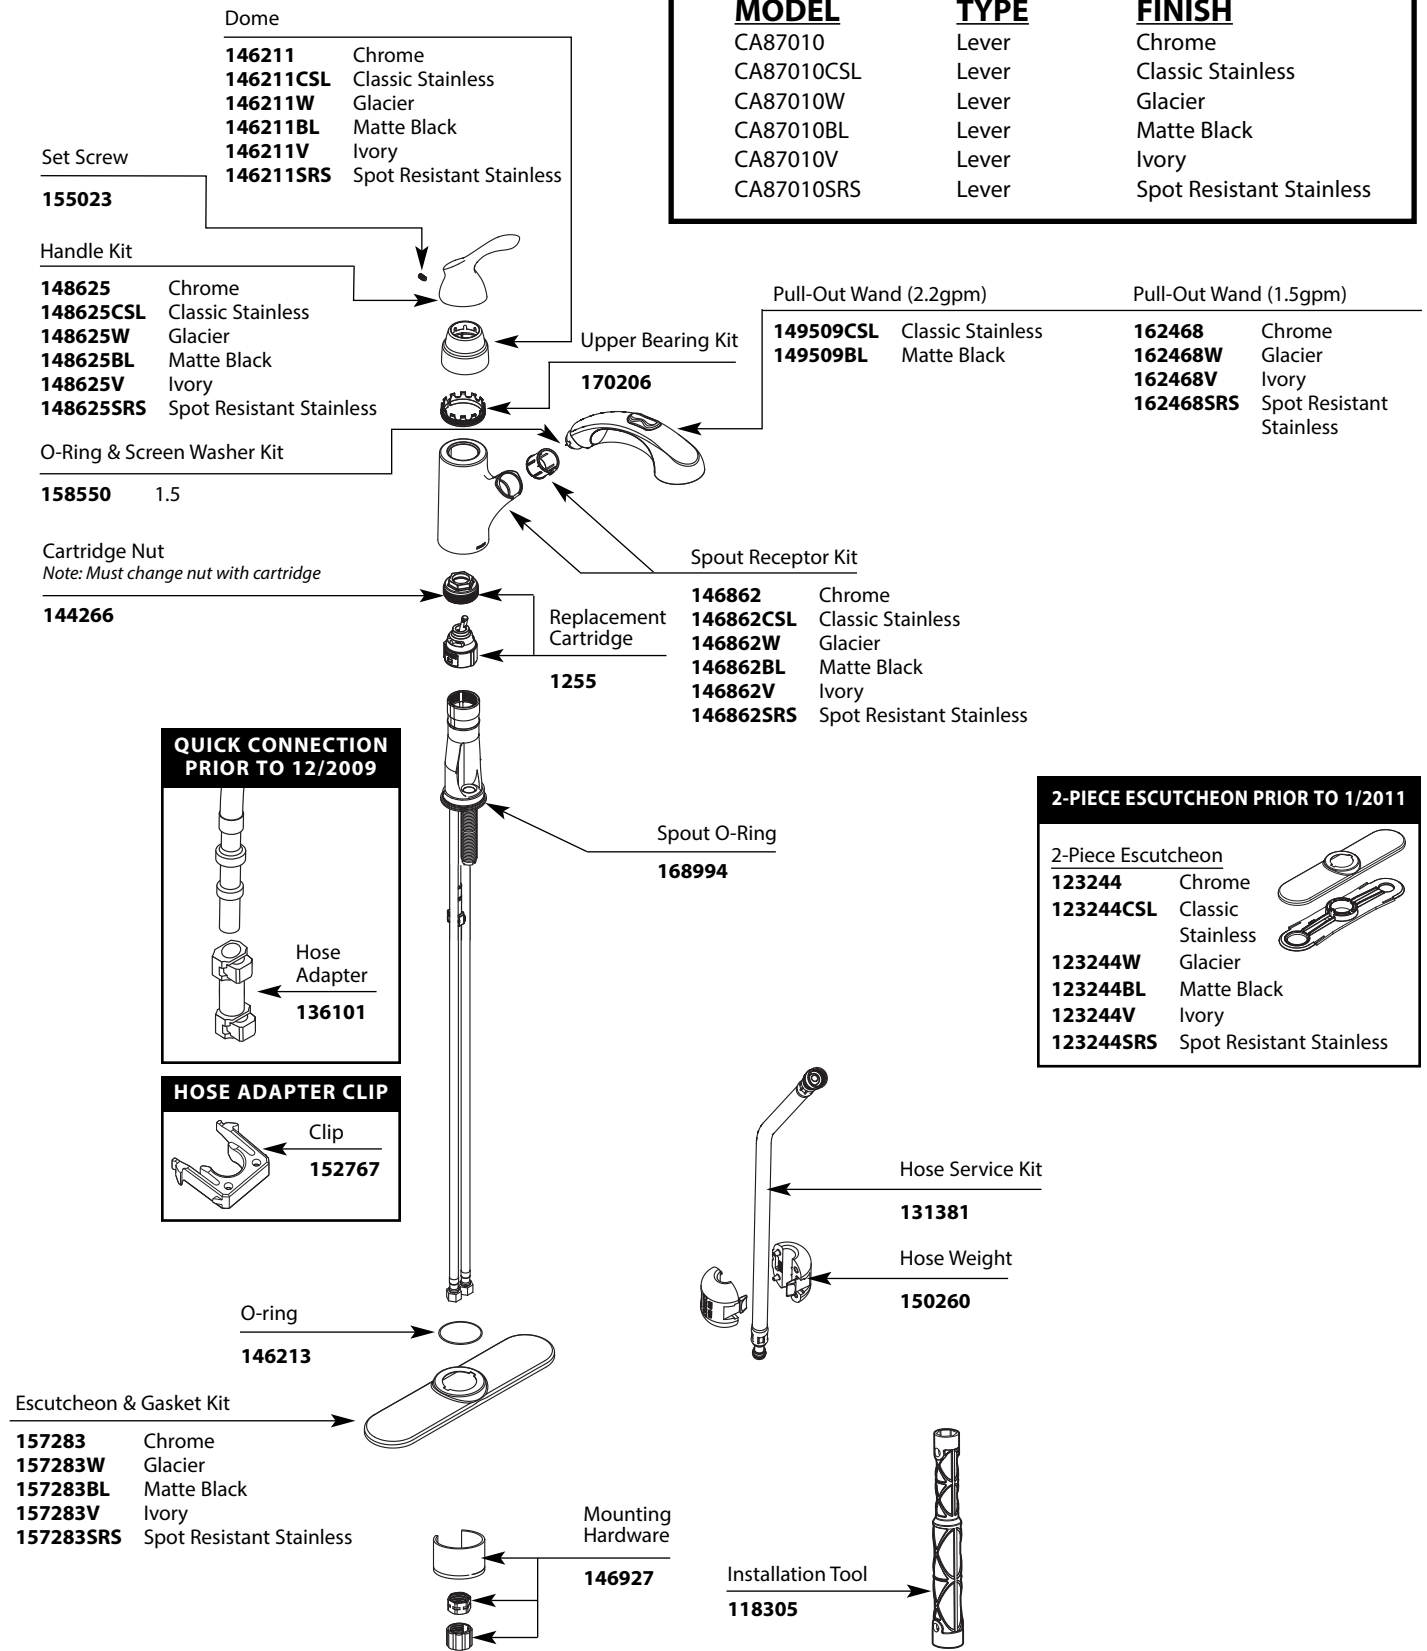 MODEL TYPE FINISH
CA87010 Lever Chrome
CA87010CSL Lever Classic Stainless
CA87010W Lever Glacier
CA87010BL Lever Matte Black
CA87010V Lever Ivory
CA87010SRS Lever Spot Resistant Stainless
Dome
146211 Chrome
146211CSL Classic Stainless
146211W Glacier
146211BL Matte Black
146211V Ivory
146211SRS Spot Resistant Stainless
Set Screw
155023
Handle Kit
148625 Chrome
148625CSL Classic Stainless
148625W Glacier
148625BL Matte Black
148625V Ivory
148625SRS Spot Resistant Stainless
Upper Bearing Kit
170206
Pull-Out Wand (2.2gpm)
149509CSL Classic Stainless
149509BL Matte Black
Pull-Out Wand (1.5gpm)
162468 Chrome
162468W Glacier
162468V Ivory
162468SRS Spot Resistant
Stainless
O-Ring & Screen Washer Kit
158550 1.5
Cartridge Nut
Note: Must change nut with cartridge
144266
Replacement
Cartridge
1255
Spout Receptor Kit
146862 Chrome
146862CSL Classic Stainless
146862W Glacier
146862BL Matte Black
146862V Ivory
146862SRS Spot Resistant Stainless
QUICK CONNECTION
PRIOR TO 12/2009
Hose
Adapter
136101
HOSE ADAPTER CLIP
Clip
152767
Spout O-Ring
168994
2-PIECE ESCUTCHEON PRIOR TO 1/2011
2-Piece Escutcheon
123244 Chrome
123244CSL Classic
Stainless
123244W Glacier
123244BL Matte Black
123244V Ivory
123244SRS Spot Resistant Stainless
Hose Service Kit
131381
Hose Weight
150260
O-ring
146213
Escutcheon & Gasket Kit
157283 Chrome
157283W Glacier
157283BL Matte Black
157283V Ivory
157283SRS Spot Resistant Stainless
Mounting
Hardware
146927
Installation Tool
118305